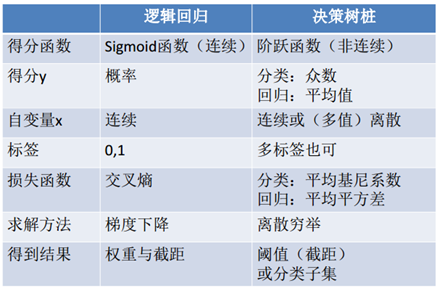 逻辑回归 决策树桩
得分函数 Sigmoid函数（连续） 阶跃函数（非连续）
得分y 概率 分类：众数
回归：平均值
自变量x 连续 连续或（多值）离散
标签 0,1 多标签也可
损失函数 交叉熵 分类：平均基尼系数
回归：平均平方差
求解方法 梯度下降 离散穷举
得到结果 权重与截距 阈值（截距）
或分类子集